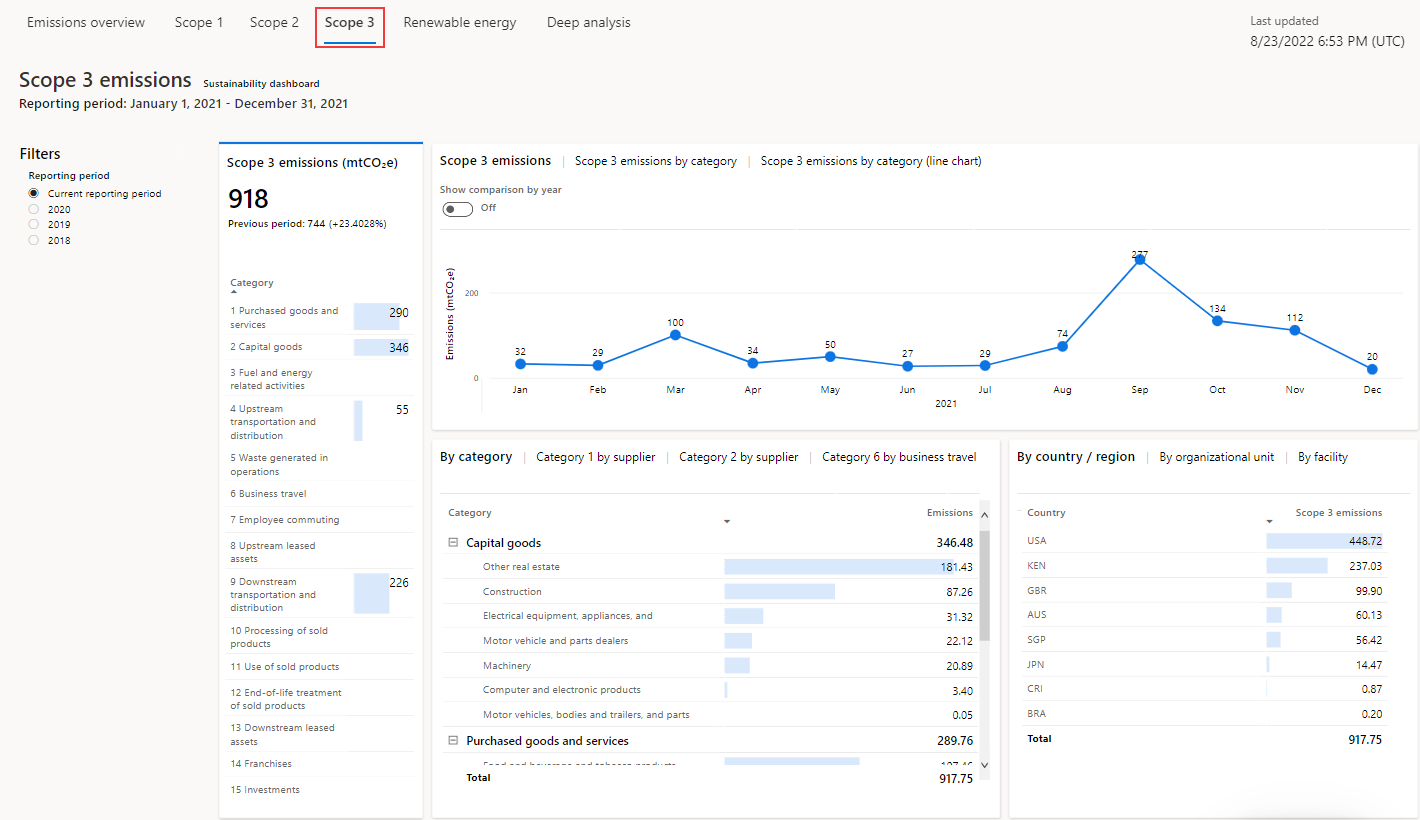 Emissions overview Scope 1 Scope 2 Scope 3 Renewable energy Deep analysis
Last updated
8/23/2022 6:53 PM (UTC)
Scope 3 emissions Sustainability dashboard
Reporting period: January 1, 2021 - December 31, 2021
Filters
Reporting period
Current reporting period
2020
2019
2018
Scope 3 emissions (mtCO₂e)
918
Previous period: 744 (+23.4028%)
Category
1 Purchased goods and
services
290
2 Capital goods 346
3 Fuel and energy
related activities
4 Upstream
transportation and
distribution
55
5 Waste generated in
operations
6 Business travel
7 Employee commuting
8 Upstream leased
assets
9 Downstream
transportation and
distribution
226
10 Processing of sold
products
11 Use of sold products
12 End-of-life treatment
of sold products
13 Downstream leased
assets
14 Franchises
15 Investments
Scope 3 emissions | Scope 3 emissions by category | Scope 3 emissions by category (line chart)
Show comparison by year
Off
Emissions (mtCO₂e)
200
0
32 29 100 34 50 27 29 74 277 134 112 20
Jan Feb Mar Apr May Jun Jul Aug Sep Oct Nov Dec
2021
By category | Category 1 by supplier | Category 2 by supplier | Category 6 by business travel
Category Emissions
Capital goods 346.48
Other real estate 181.43
Construction 87.26
Electrical equipment, appliances, and 31.32
Motor vehicle and parts dealers 22.12
Machinery 20.89
Computer and electronic products 3.40
Motor vehicles, bodies and trailers, and parts 0.05
Purchased goods and services 289.76
Food and beverage and tobacco products
Total 917.75
By country / region | By organizational unit | By facility
Country Scope 3 emissions
USA 448.72
KEN 237.03
GBR 99.90
AUS 60.13
SGP 56.42
JPN 14.47
CRI 0.87
BRA 0.20
Total 917.75